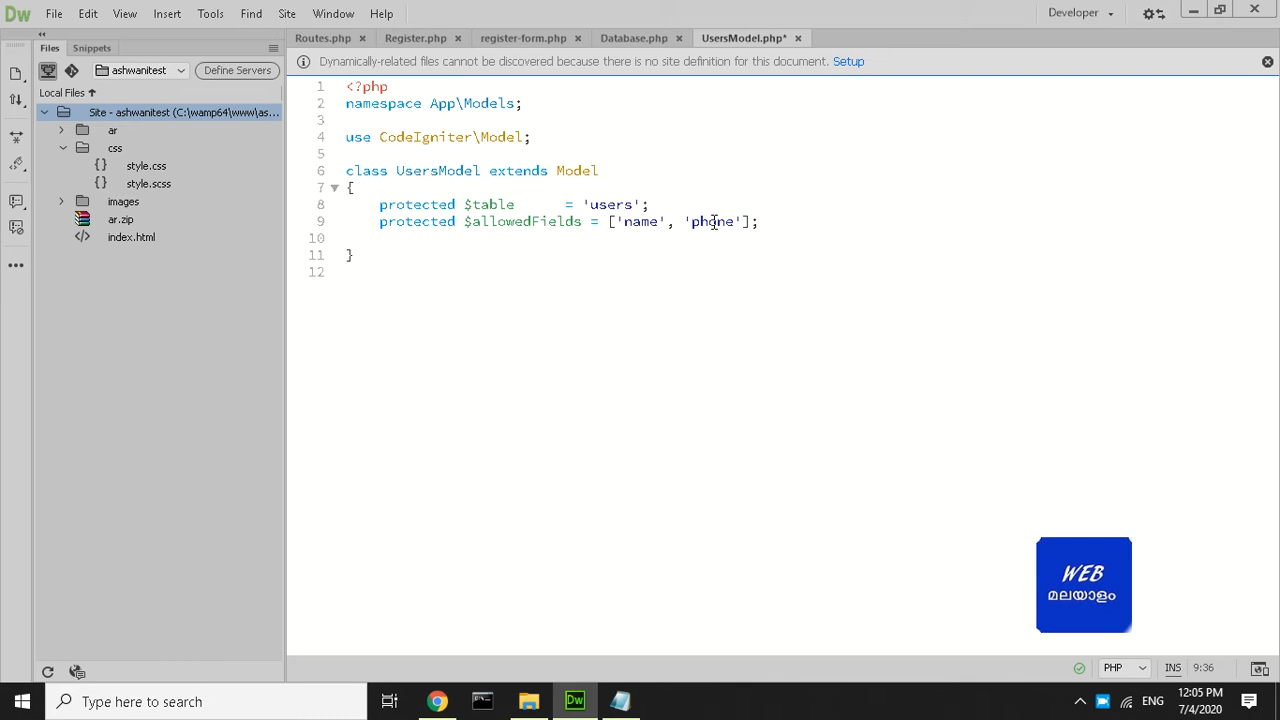 Dw File Edit View Insert Tools Find Site Window Help Developer
Files Snippets
Routes.php Register.php register-form.php Database.php UsersModel.php*
Dynamically-related files cannot be discovered because there is no site definition for this document. Setup
ashwanitest Define Servers
Local Files
Site - ashwanitest (C:\wamp64\www\as...
ar
css
style.css
style.scss
images
ar.zip
index.html
1 <?php
2 namespace App\Models;
3
4 use CodeIgniter\Model;
5
6 class UsersModel extends Model
7 {
8 protected $table = 'users';
9 protected $allowedFields = ['name', 'phone'];
10
11 }
12
WEB
മലയാളം
PHP INS 9:36
Type here to search
Dw
ENG
12:05 PM
7/4/2020